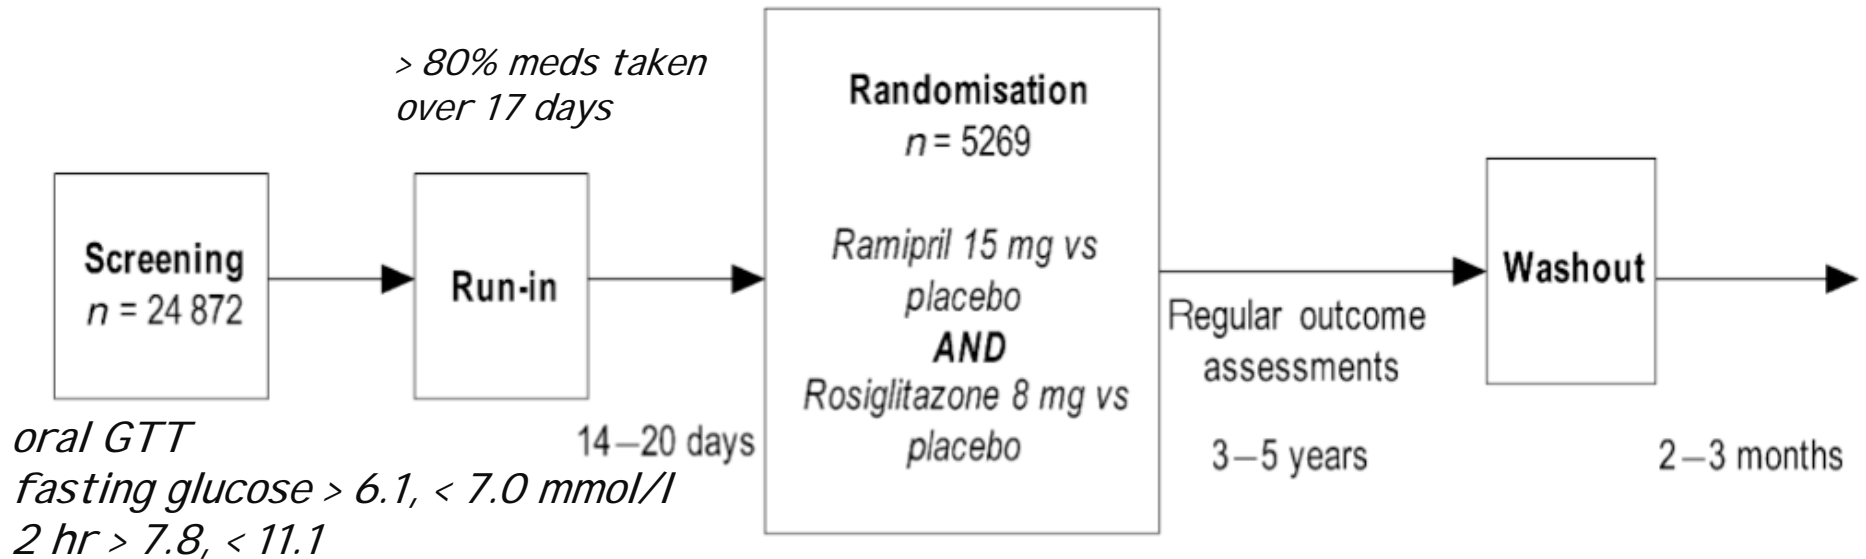 > 80% meds taken
over 17 days
Screening
n = 24 872
oral GTT
fasting glucose > 6.1, < 7.0 mmol/l
2 hr > 7.8, < 11.1
Run-in
14–20 days
Randomisation
n = 5269
Ramipril 15 mg vs
placebo
AND
Rosiglitazone 8 mg vs
placebo
Regular outcome
assessments
3–5 years
Washout
2–3 months